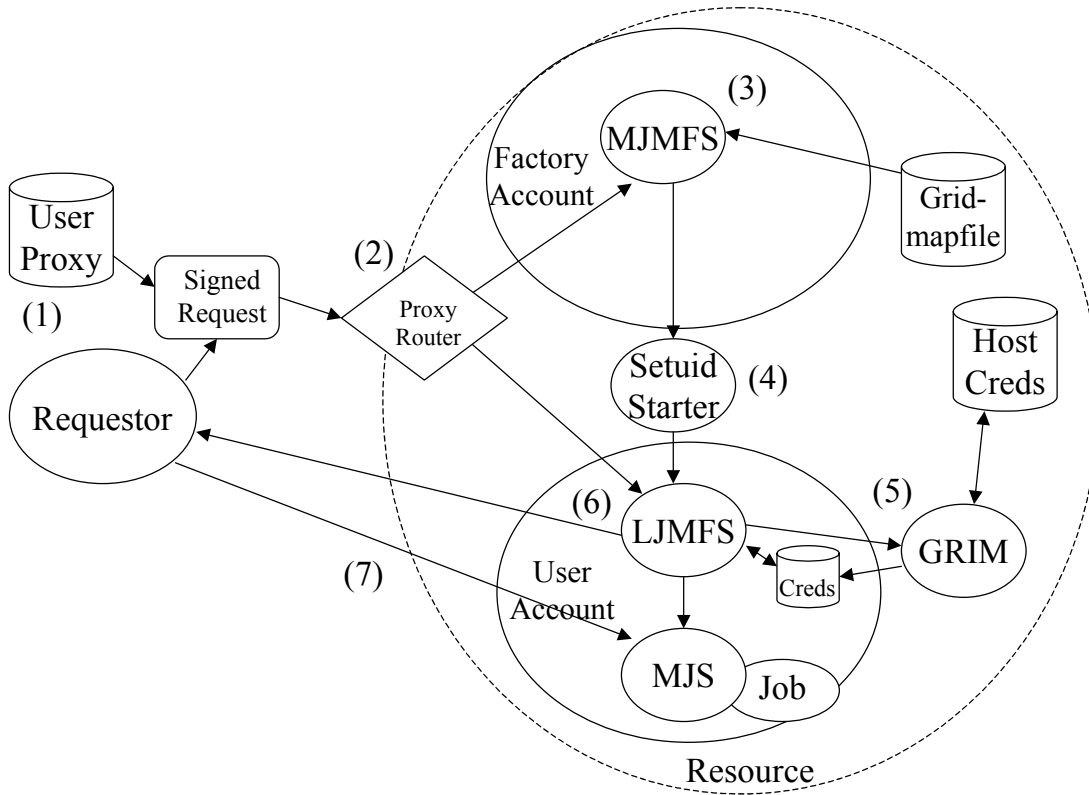 (3)
MJMFS
Factory
Account
Grid-
mapfile
User
Proxy
(1)
Signed
Request
(2)
Proxy
Router
Host
Creds
Setuid
Starter
(4)
Requestor
(5)
(6)
LJMFS
GRIM
Creds
(7)
User
Account
MJS
Job
Resource